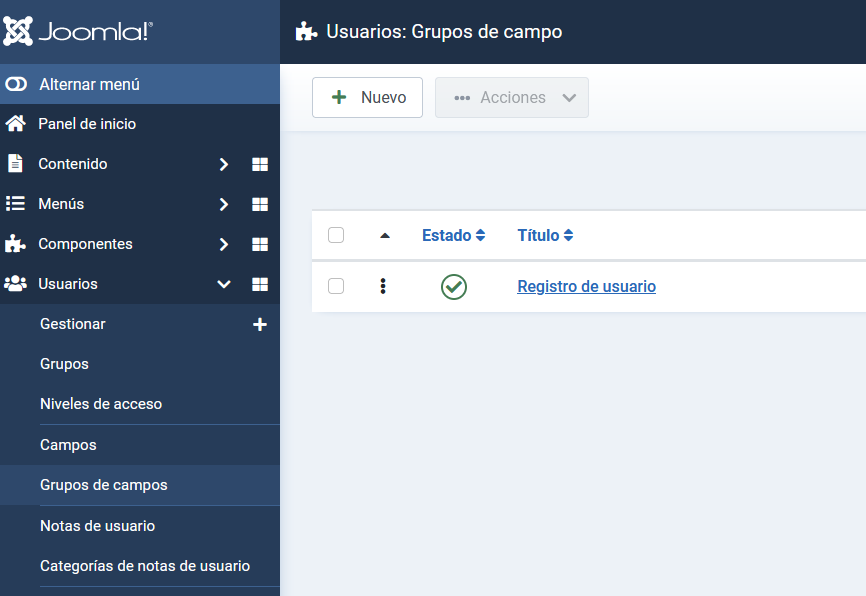 Joomla!®
Usuarios: Grupos de campo
Alternar menú
Nuevo
Acciones
Panel de inicio
Contenido
Menús
Componentes
Usuarios
Gestionar
Grupos
Niveles de acceso
Campos
Grupos de campos
Notas de usuario
Categorías de notas de usuario
Estado
Título
Registro de usuario